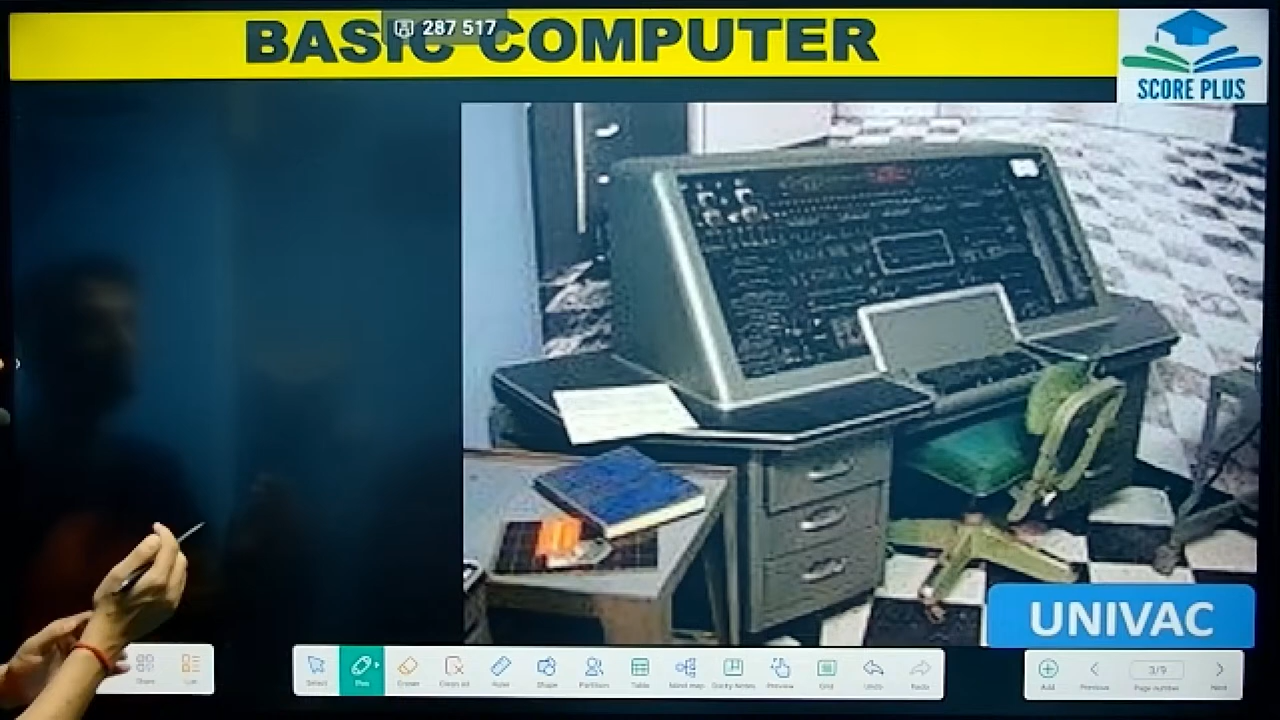 BASIC COMPUTER
287 517
SCORE PLUS
UNIVAC
Share
Select
Pen
Eraser
Clean all
Ruler
Shape
Partition
Table
Mind map
Sticky Notes
Preview
Grid
Undo
Redo
Add
Previous
3/9
Page number
Next